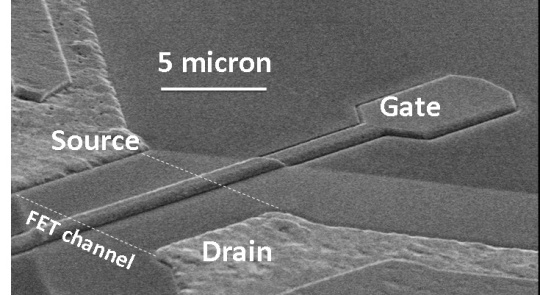 5 micron
Gate
Source
FET channel
Drain